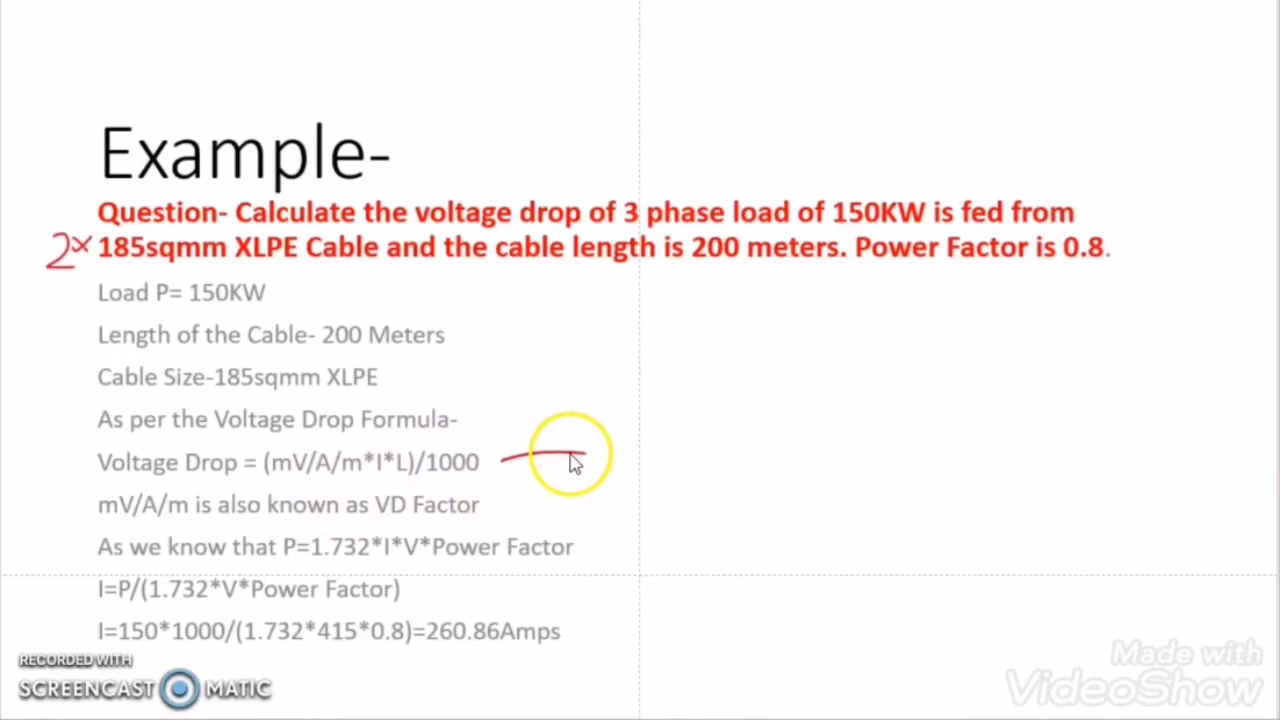 Example-
Question- Calculate the voltage drop of 3 phase load of 150KW is fed from
2x 185sqmm XLPE Cable and the cable length is 200 meters. Power Factor is 0.8.
Load P= 150KW
Length of the Cable- 200 Meters
Cable Size-185sqmm XLPE
As per the Voltage Drop Formula-
Voltage Drop = (mV/A/m*I*L)/1000
mV/A/m is also known as VD Factor
As we know that P=1.732*I*V*Power Factor
I=P/(1.732*V*Power Factor)
I=150*1000/(1.732*415*0.8)=260.86Amps
RECORDED WITH
SCREENCAST MATIC
Made with
VideoShow